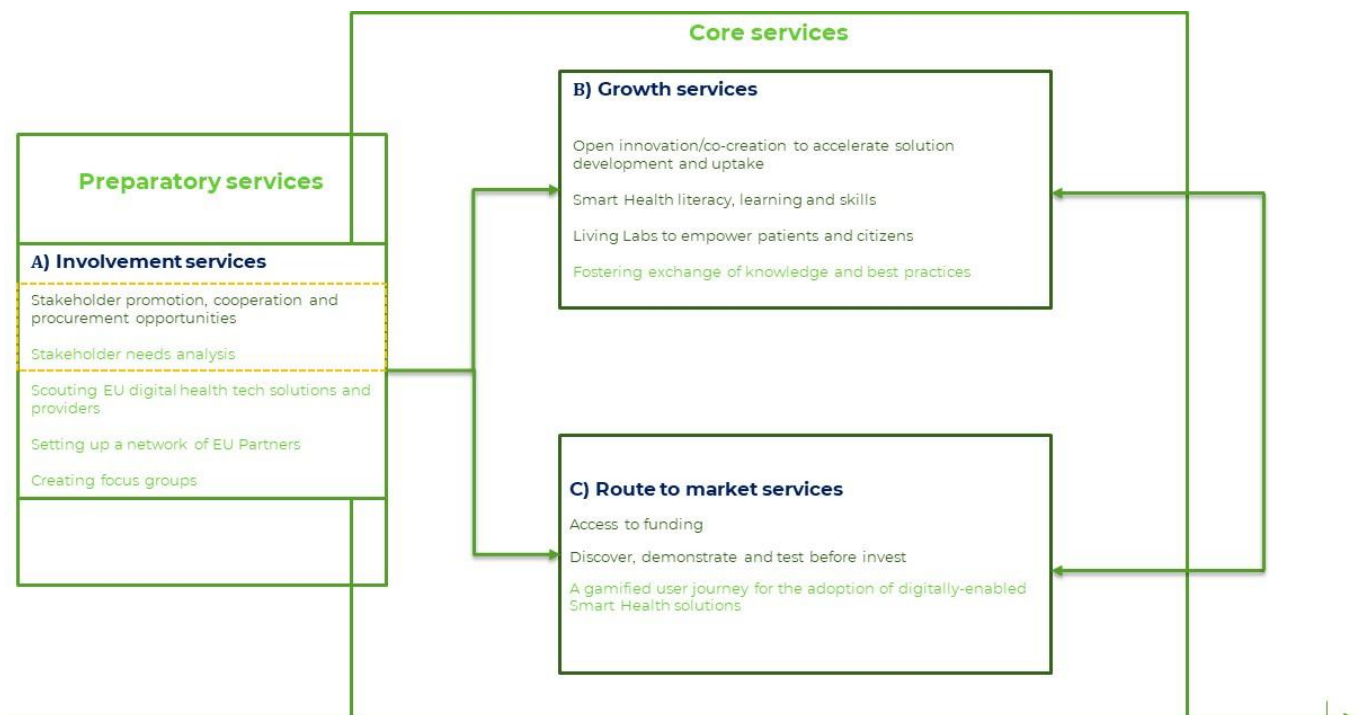 Core services
Preparatory services
A) Involvement services
Stakeholder promotion, cooperation and
procurement opportunities
Stakeholder needs analysis
Scouting EU digital health tech solutions and
providers
Setting up a network of EU Partners
Creating focus groups
B) Growth services
Open innovation/co-creation to accelerate solution
development and uptake
Smart Health literacy, learning and skills
Living Labs to empower patients and citizens
Fostering exchange of knowledge and best practices
C) Route to market services
Access to funding
Discover, demonstrate and test before invest
A gamified user journey for the adoption of digitally-enabled
Smart Health solutions